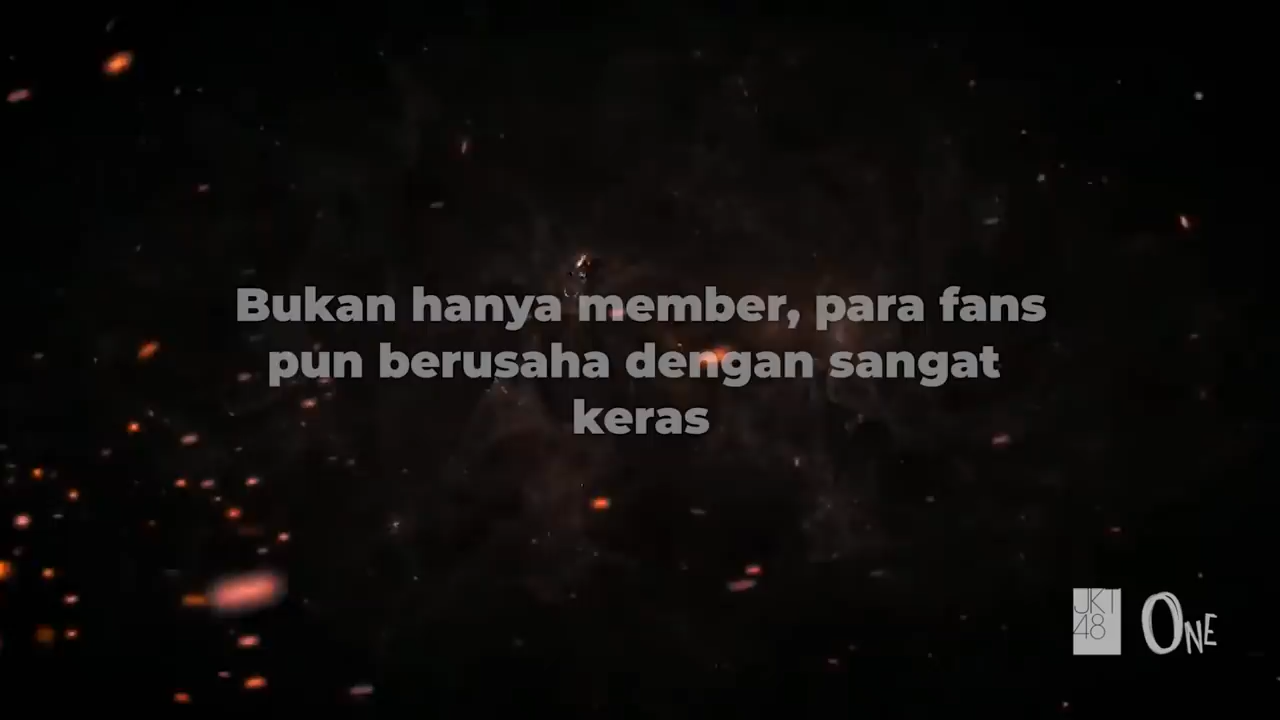 Bukan hanya member, para fans
pun berusaha dengan sangat
keras
JKT
48
ONE